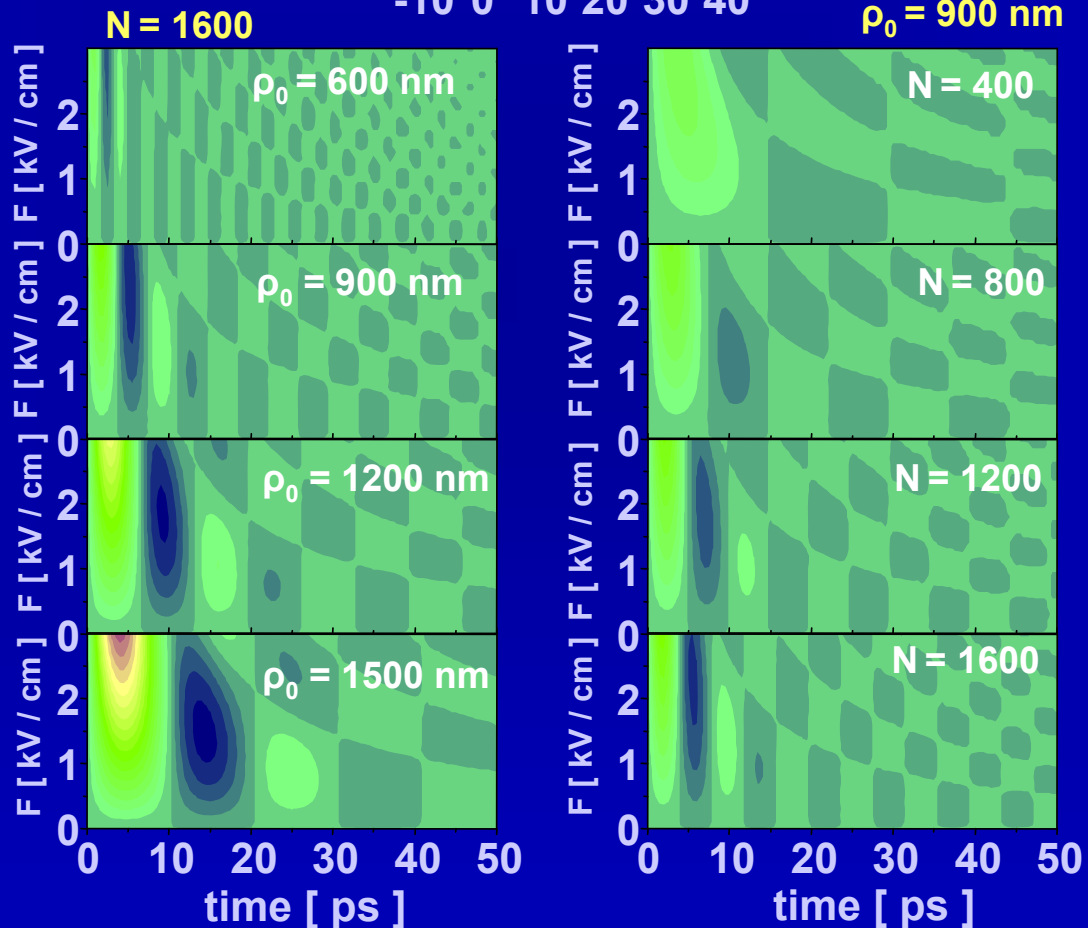 -10 0 10 20 30 40
N = 1600
ρ0 = 900 nm
F [ kV / cm ]
2
1
0
ρ0 = 600 nm
F [ kV / cm ]
2
1
0
ρ0 = 900 nm
F [ kV / cm ]
2
1
0
ρ0 = 1200 nm
F [ kV / cm ]
2
1
0
ρ0 = 1500 nm
0 10 20 30 40 50
time [ ps ]
F [ kV / cm ]
2
1
0
N = 400
F [ kV / cm ]
2
1
0
N = 800
F [ kV / cm ]
2
1
0
N = 1200
F [ kV / cm ]
2
1
0
N = 1600
0 10 20 30 40 50
time [ ps ]